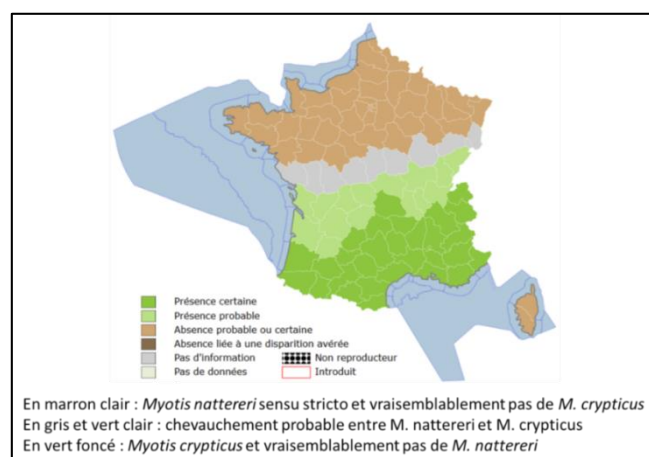 Présence certaine
Présence probable
Absence probable ou certaine
Absence liée à une disparition avérée
Pas d'information
Non reproducteur
Pas de données
Introduit
En marron clair : Myotis nattereri sensu stricto et vraisemblablement pas de M. crypticus
En gris et vert clair : chevauchement probable entre M. nattereri et M. crypticus
En vert foncé : Myotis crypticus et vraisemblablement pas de M. nattereri